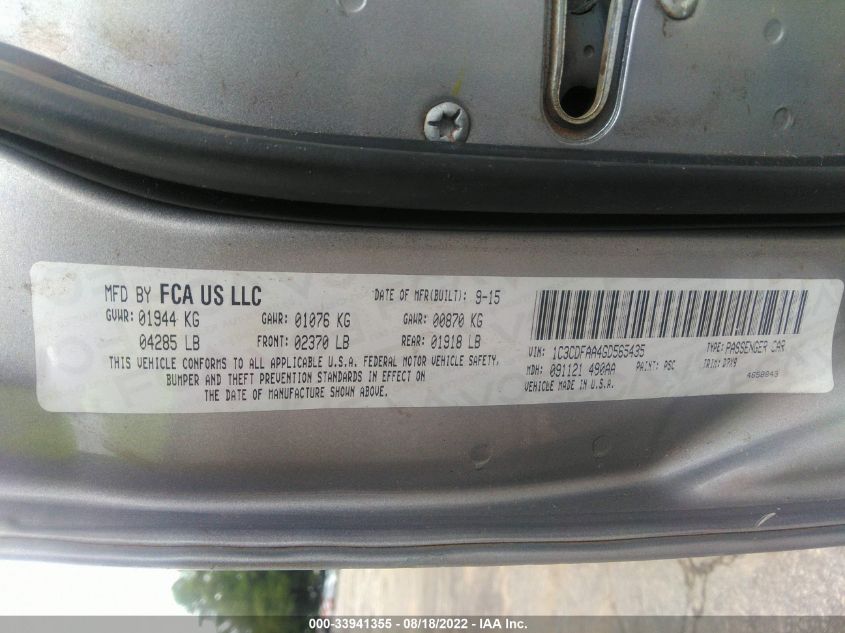 MFD BY FCA US LLC DATE OF MFR(BUILT): 9-15
GVWR: 01944 KG GAWR: 01076 KG GAWR: 00870 KG
04285 LB FRONT: 02370 LB REAR: 01918 LB
THIS VEHICLE CONFORMS TO ALL APPLICABLE U.S.A. FEDERAL MOTOR VEHICLE SAFETY,
BUMPER AND THEFT PREVENTION STANDARDS IN EFFECT ON
THE DATE OF MANUFACTURE SHOWN ABOVE.
VIN: 1C3CDFAA4GD565435 TYPE: PASSENGER CAR
MDH: 091121 490AA PAINT: PSC TRIM:
VEHICLE MADE IN U.S.A.
000-33941355 - 08/18/2022 - IAA Inc.